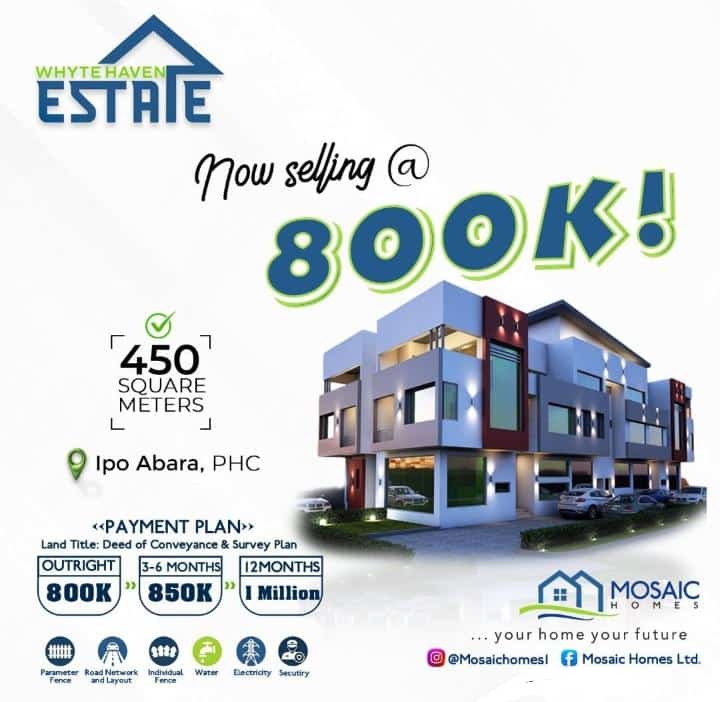 WHYTE HAVEN
ESTATE
Now selling @
800K!
450
SQUARE
METERS
Ipo Abara, PHC
‹‹PAYMENT PLAN››
Land Title: Deed of Conveyance & Survey Plan
OUTRIGHT
800K
»
3-6 MONTHS
850K
»
12MONTHS
1 Million
Parameter
Fence
Road Network
and Layout
Individual
Fence
Water
Electricity
Secutiry
MOSAIC
HOMES
... your home your future
@Mosaichomes1
Mosaic Homes Ltd.